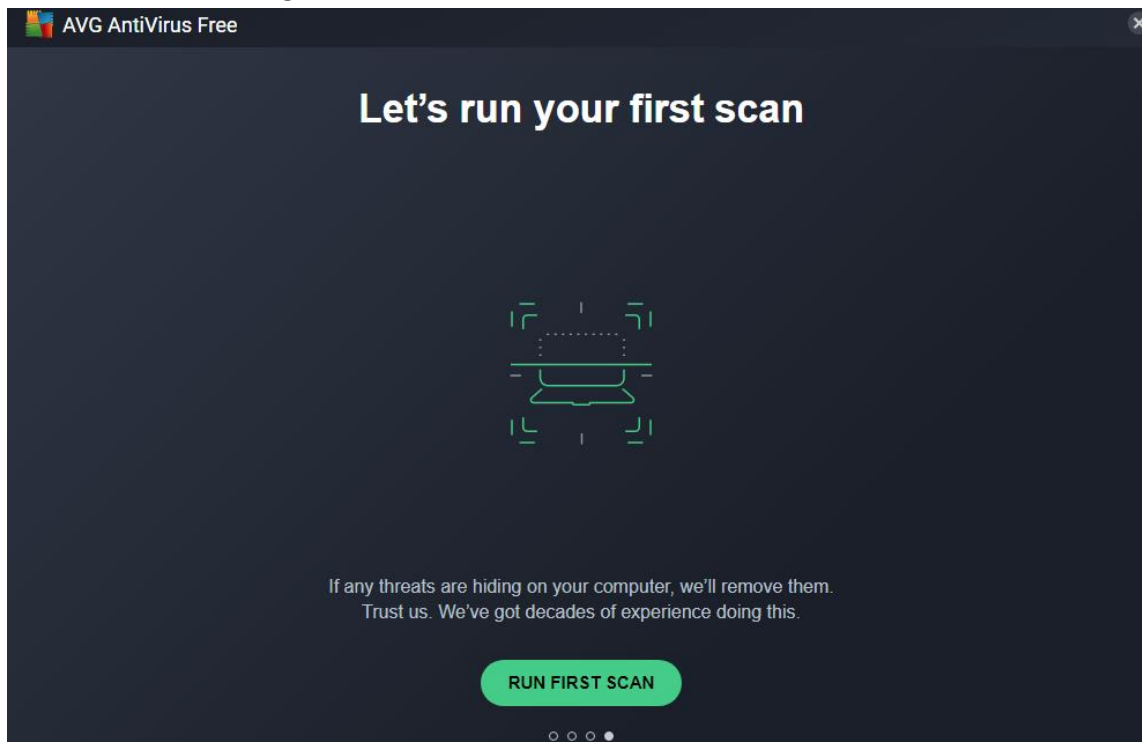 AVG AntiVirus Free
Let’s run your first scan
If any threats are hiding on your computer, we’ll remove them.
Trust us. We’ve got decades of experience doing this.
RUN FIRST SCAN